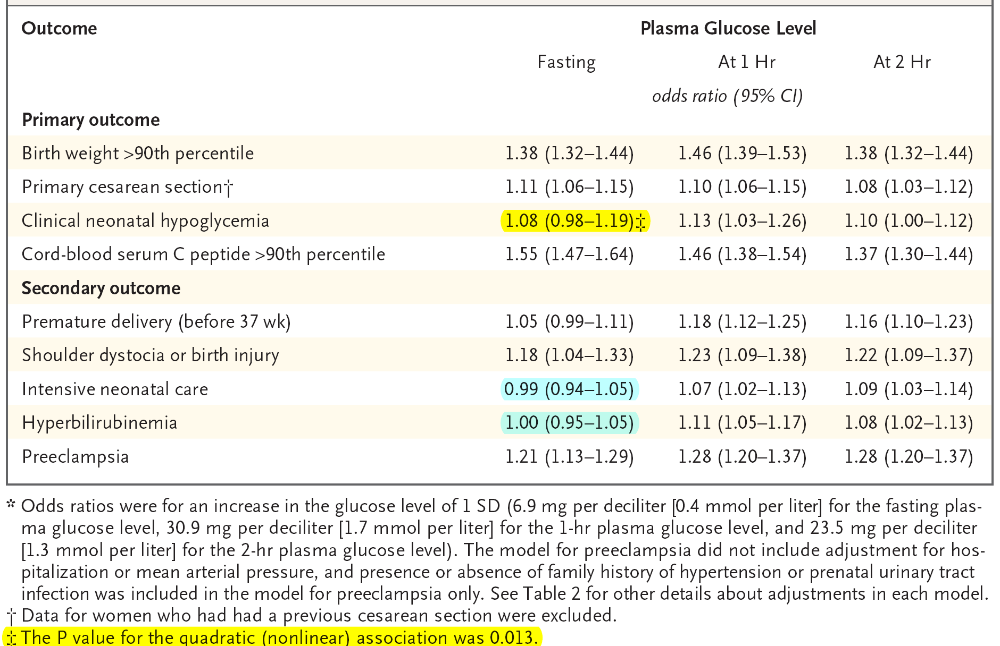 Outcome Plasma Glucose Level
Fasting At 1 Hr At 2 Hr
odds ratio (95% CI)
Primary outcome
Birth weight >90th percentile 1.38 (1.32–1.44) 1.46 (1.39–1.53) 1.38 (1.32–1.44)
Primary cesarean section† 1.11 (1.06–1.15) 1.10 (1.06–1.15) 1.08 (1.03–1.12)
Clinical neonatal hypoglycemia 1.08 (0.98–1.19)‡ 1.13 (1.03–1.26) 1.10 (1.00–1.12)
Cord-blood serum C peptide >90th percentile 1.55 (1.47–1.64) 1.46 (1.38–1.54) 1.37 (1.30–1.44)
Secondary outcome
Premature delivery (before 37 wk) 1.05 (0.99–1.11) 1.18 (1.12–1.25) 1.16 (1.10–1.23)
Shoulder dystocia or birth injury 1.18 (1.04–1.33) 1.23 (1.09–1.38) 1.22 (1.09–1.37)
Intensive neonatal care 0.99 (0.94–1.05) 1.07 (1.02–1.13) 1.09 (1.03–1.14)
Hyperbilirubinemia 1.00 (0.95–1.05) 1.11 (1.05–1.17) 1.08 (1.02–1.13)
Preeclampsia 1.21 (1.13–1.29) 1.28 (1.20–1.37) 1.28 (1.20–1.37)
* Odds ratios were for an increase in the glucose level of 1 SD (6.9 mg per deciliter [0.4 mmol per liter] for the fasting plas-
ma glucose level, 30.9 mg per deciliter [1.7 mmol per liter] for the 1-hr plasma glucose level, and 23.5 mg per deciliter
[1.3 mmol per liter] for the 2-hr plasma glucose level). The model for preeclampsia did not include adjustment for hos-
pitalization or mean arterial pressure, and presence or absence of family history of hypertension or prenatal urinary tract
infection was included in the model for preeclampsia only. See Table 2 for other details about adjustments in each model.
† Data for women who had had a previous cesarean section were excluded.
‡ The P value for the quadratic (nonlinear) association was 0.013.